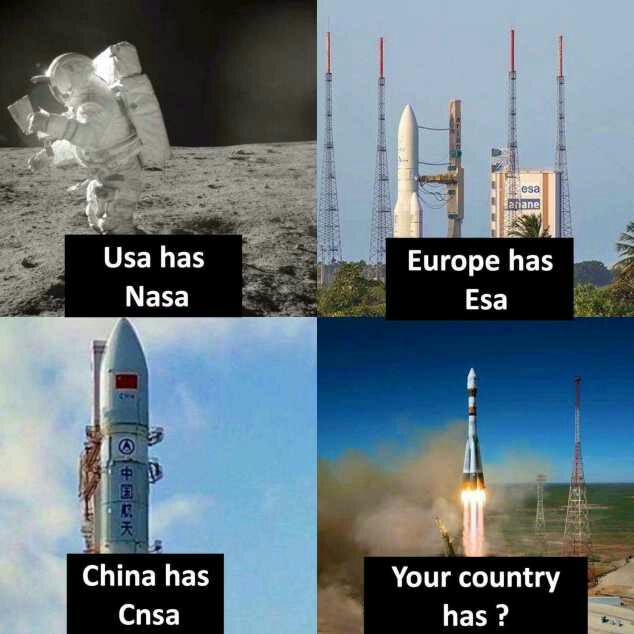 Usa has
Nasa
esa
ariane
Europe has
Esa
中国航天
China has
Cnsa
Your country
has ?